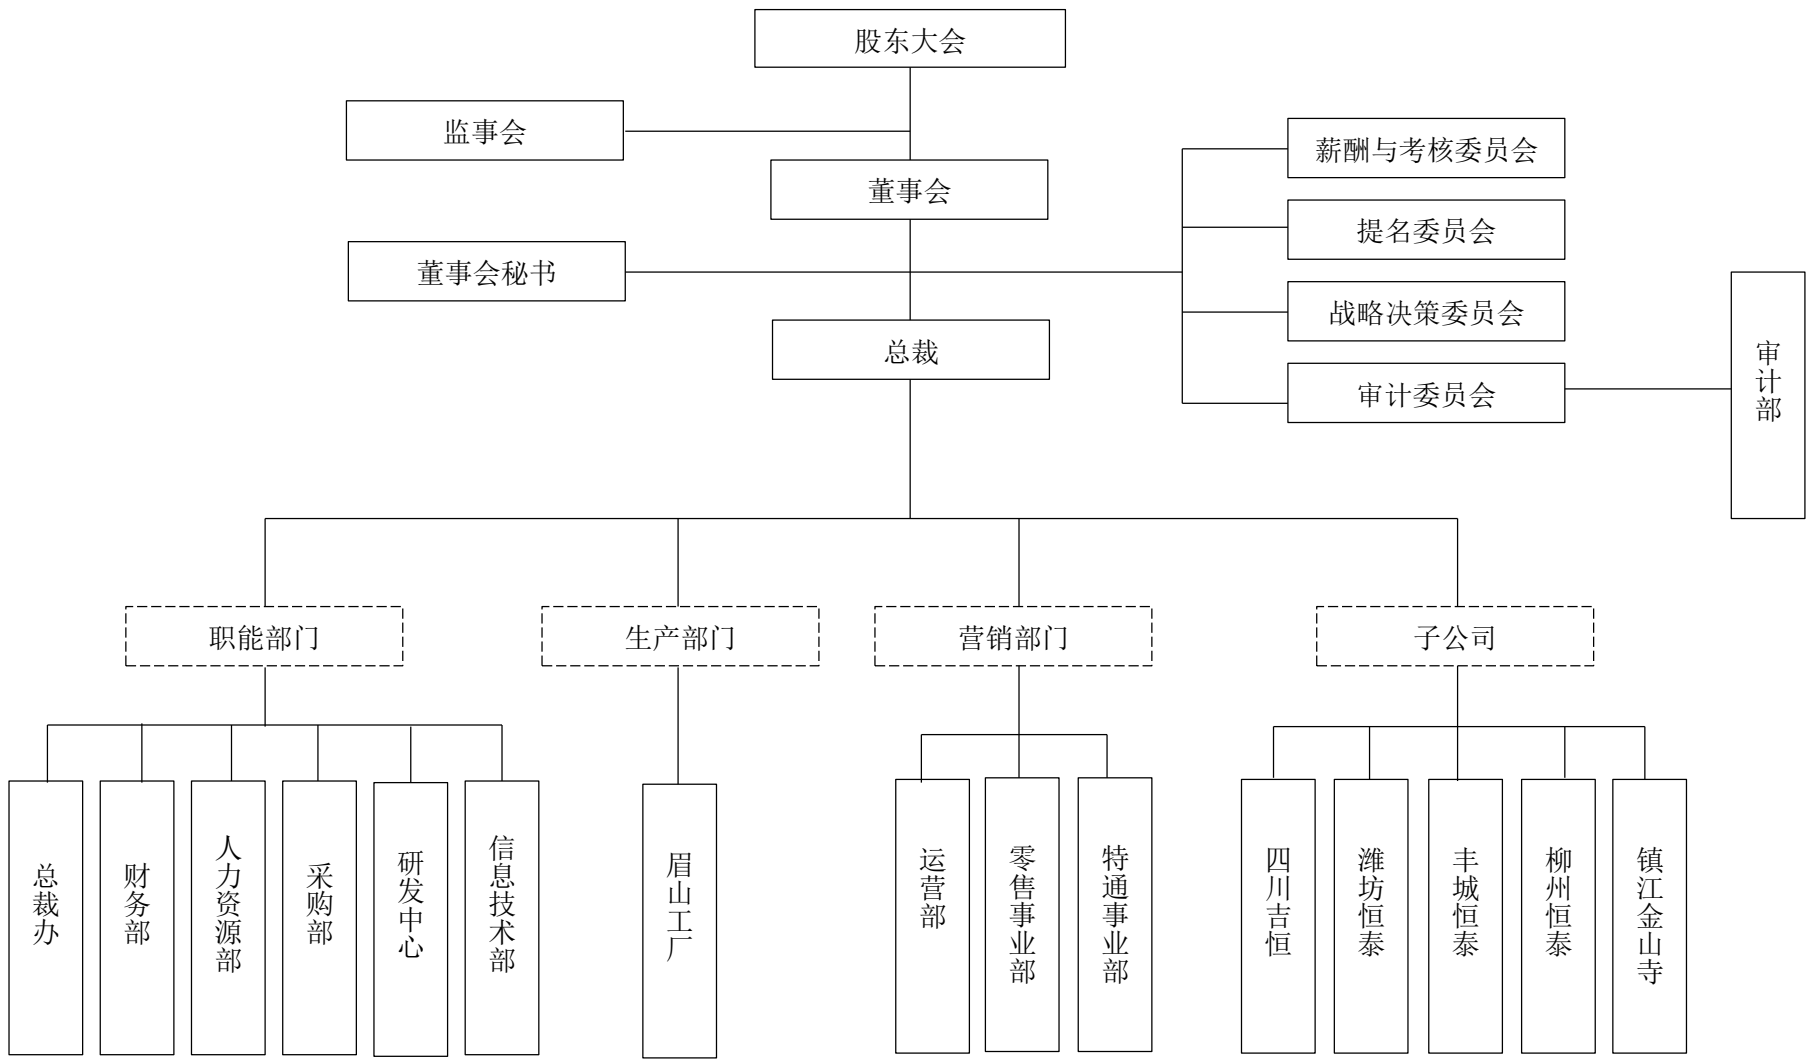 股东大会
监事会
董事会
薪酬与考核委员会
提名委员会
董事会秘书
战略决策委员会
总裁
审计委员会
审计部
职能部门
生产部门
营销部门
子公司
总裁办
财务部
人力资源部
采购部
研发中心
信息技术部
眉山工厂
运营部
零售事业部
特通事业部
四川吉恒
潍坊恒泰
丰城恒泰
柳州恒泰
镇江金山寺